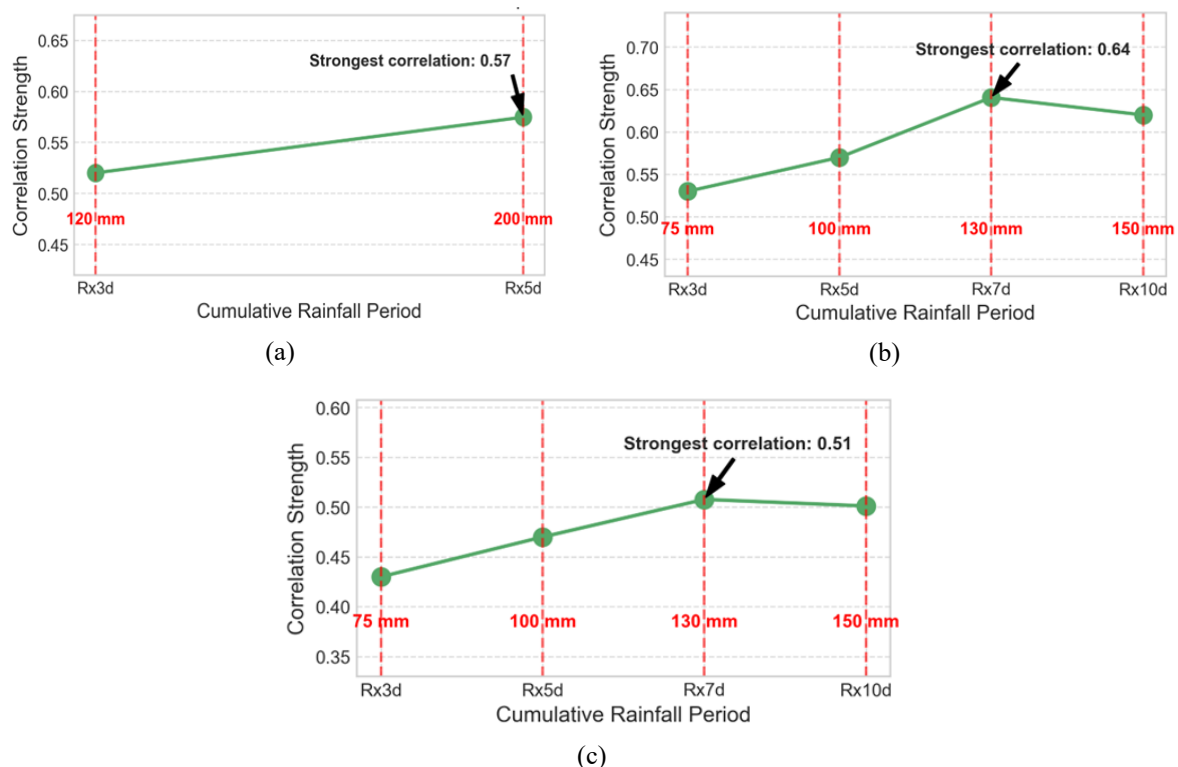 0.65
0.60
0.55
0.50
0.45
Correlation Strength
Strongest correlation: 0.57
120 mm
200 mm
Rx3d
Rx5d
Cumulative Rainfall Period
(a)
0.70
0.65
0.60
0.55
0.50
0.45
Correlation Strength
Strongest correlation: 0.64
75 mm
100 mm
130 mm
150 mm
Rx3d
Rx5d
Rx7d
Rx10d
Cumulative Rainfall Period
(b)
0.60
0.55
0.50
0.45
0.40
0.35
Correlation Strength
Strongest correlation: 0.51
75 mm
100 mm
130 mm
150 mm
Rx3d
Rx5d
Rx7d
Rx10d
Cumulative Rainfall Period
(c)